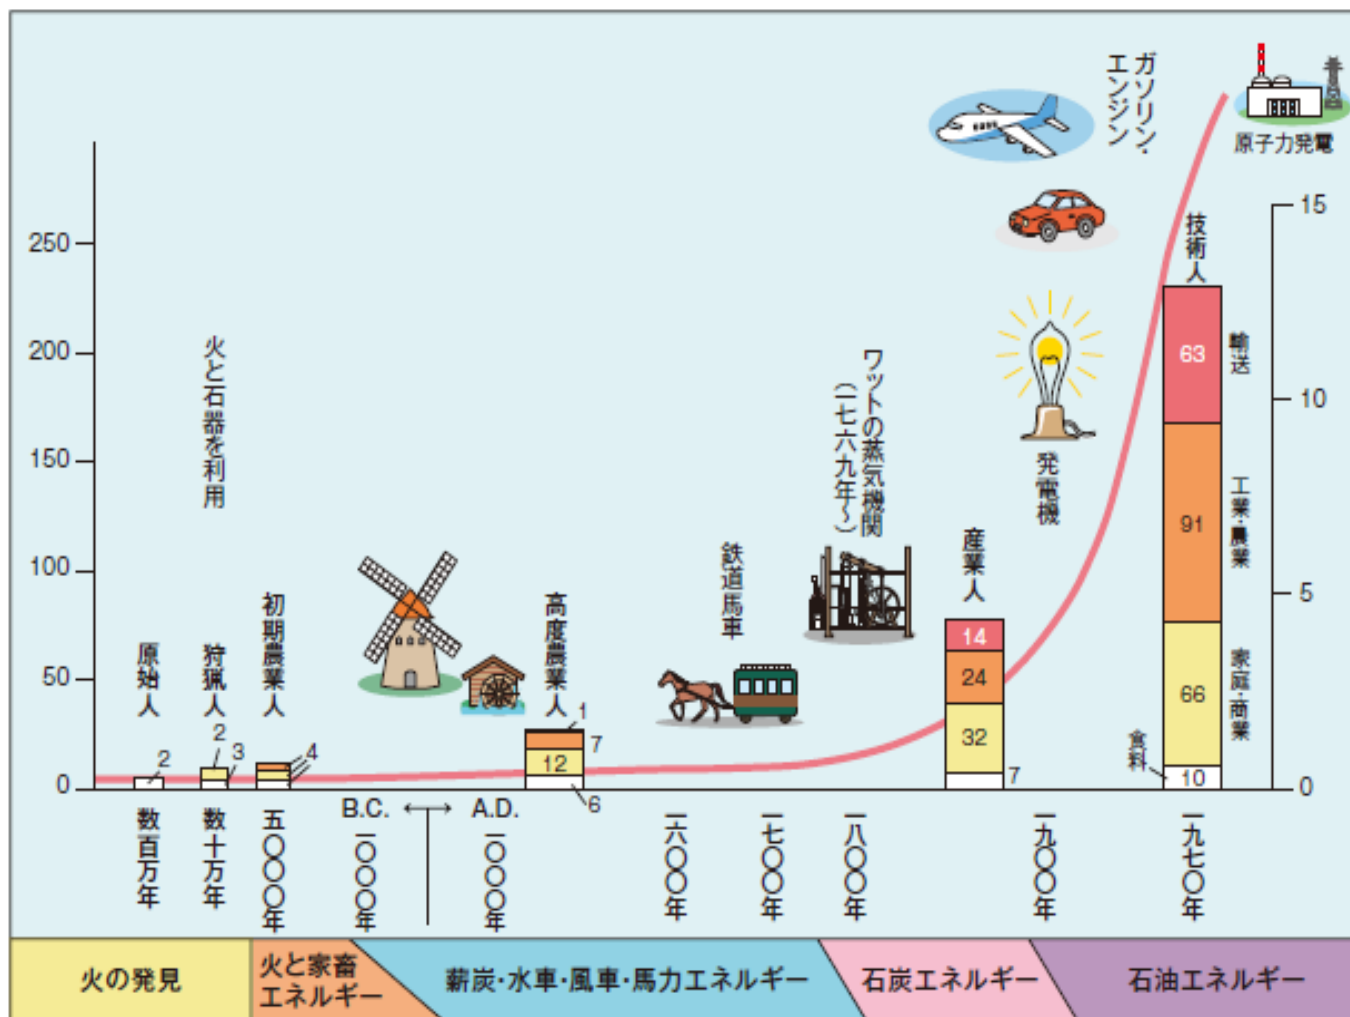 ガソリン・
エンジン
原子力発電
250
200
150
100
50
0
15
10
5
0
火と石器を利用
原始人
狩猟人
初期農業人
高度農業人
鉄道馬車
ワットの蒸気機関
（一七六九年〜）
産業人
発電機
技術人
輸送
工業・農業
家庭・商業
食料
2
2
3
4
1
7
12
6
14
24
32
7
63
91
66
10
数百万年
数十万年
五〇〇〇年
B.C.
A.D.
一〇〇〇年
一〇〇〇年
一六〇〇年
一七〇〇年
一八〇〇年
一九〇〇年
一九七〇年
火の発見
火と家畜
エネルギー
薪炭・水車・風車・馬力エネルギー
石炭エネルギー
石油エネルギー